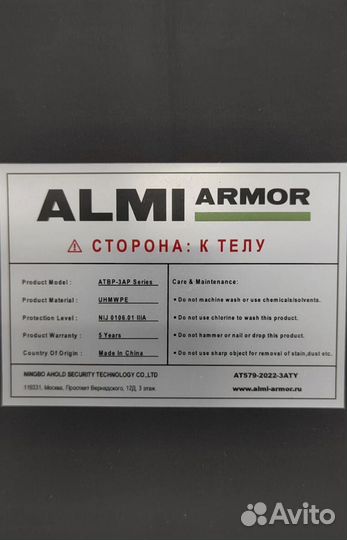 ALMI ARMOR
⚠ СТОРОНА: К ТЕЛУ
Product Model : ATBP-3AP Series
Product Material : UHMWPE
Protection Level : NIJ 0106.01 IIIA
Product Warranty : 5 Years
Country Of Origin : Made In China
Care & Maintenance:
• Do not machine wash or use chemicals/solvents.
• Do not use chlorine to wash this product.
• Do not hammer or nail or drop this product.
• Do not use sharp object for removal of stain,dust etc.
NINGBO AHOLD SECURITY TECHNOLOGY CO.,LTD
119331, Москва, Проспект Вернадского, 12Д, 3 этаж
AT579-2022-3ATY
www.almi-armor.ru
Avito